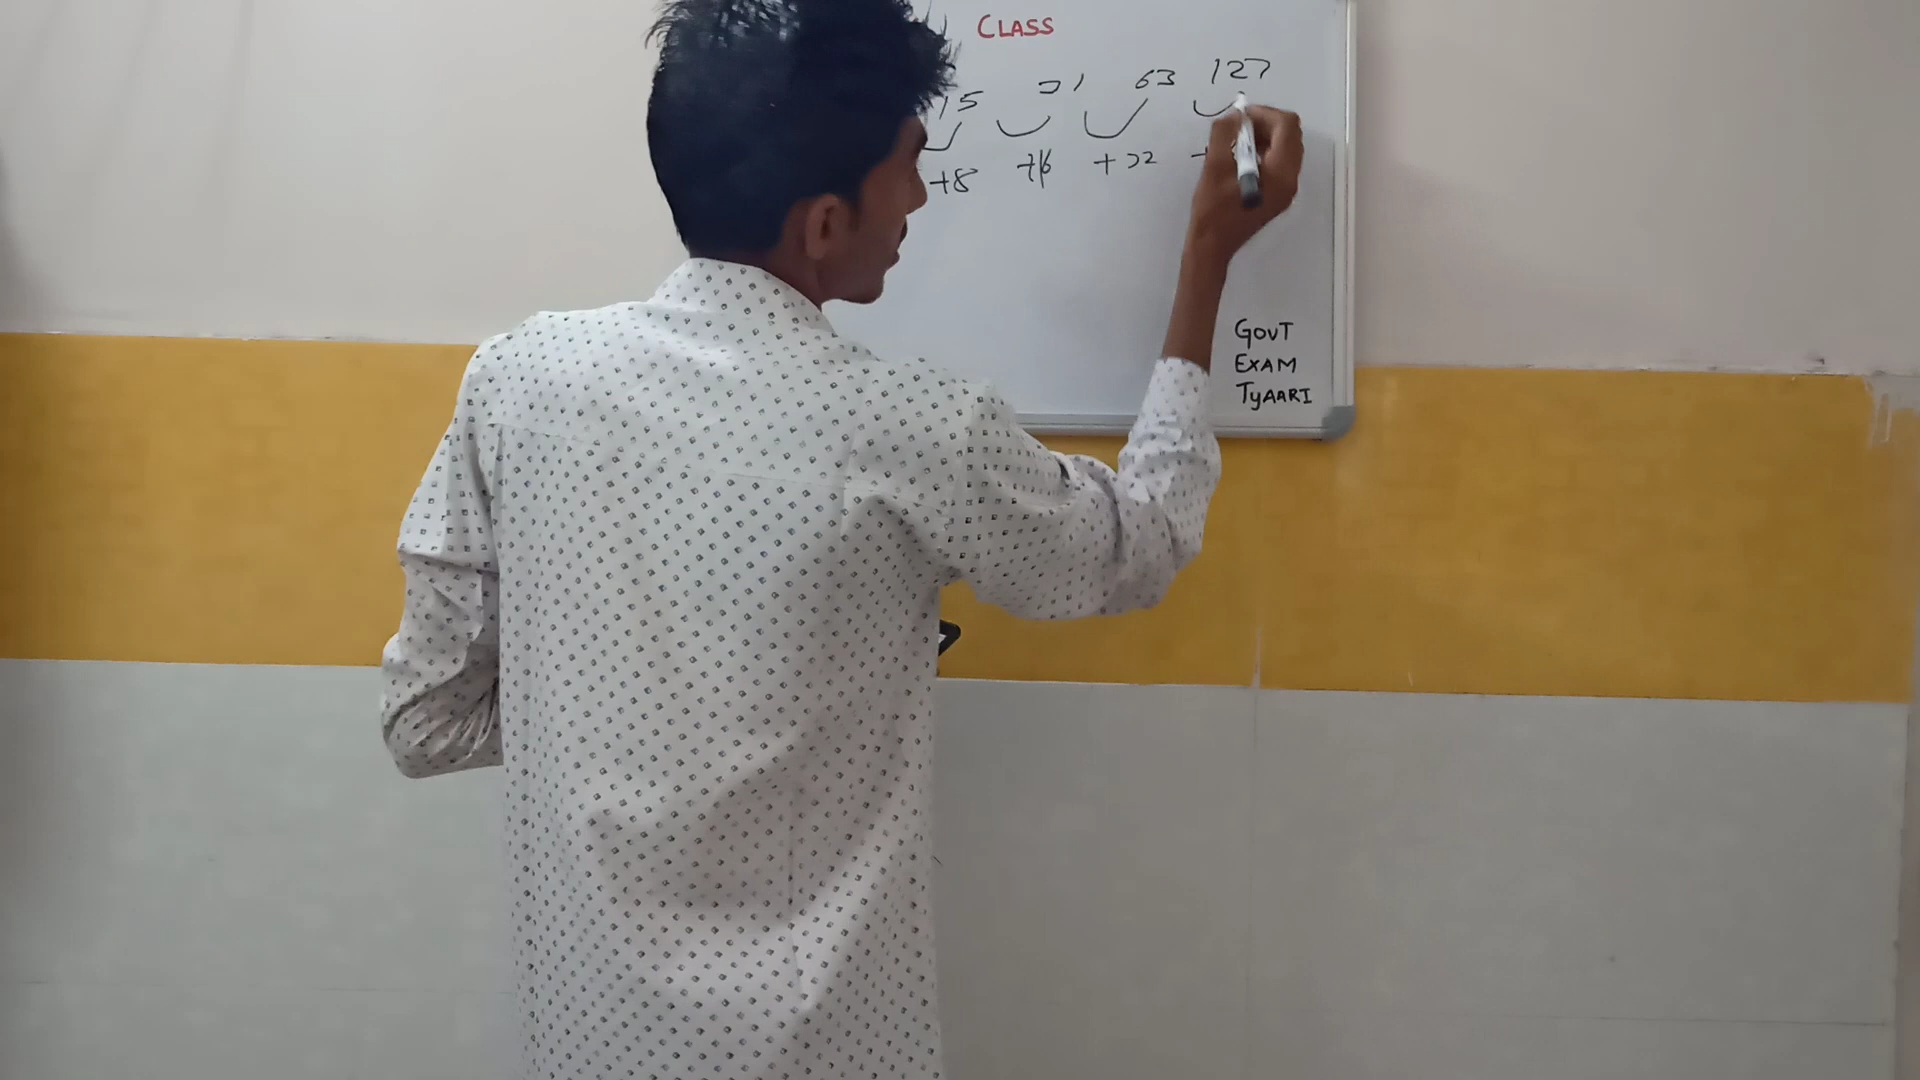 CLASS
15 31 63 127
+8 +16 +32 +
GOVT
EXAM
TYAARI